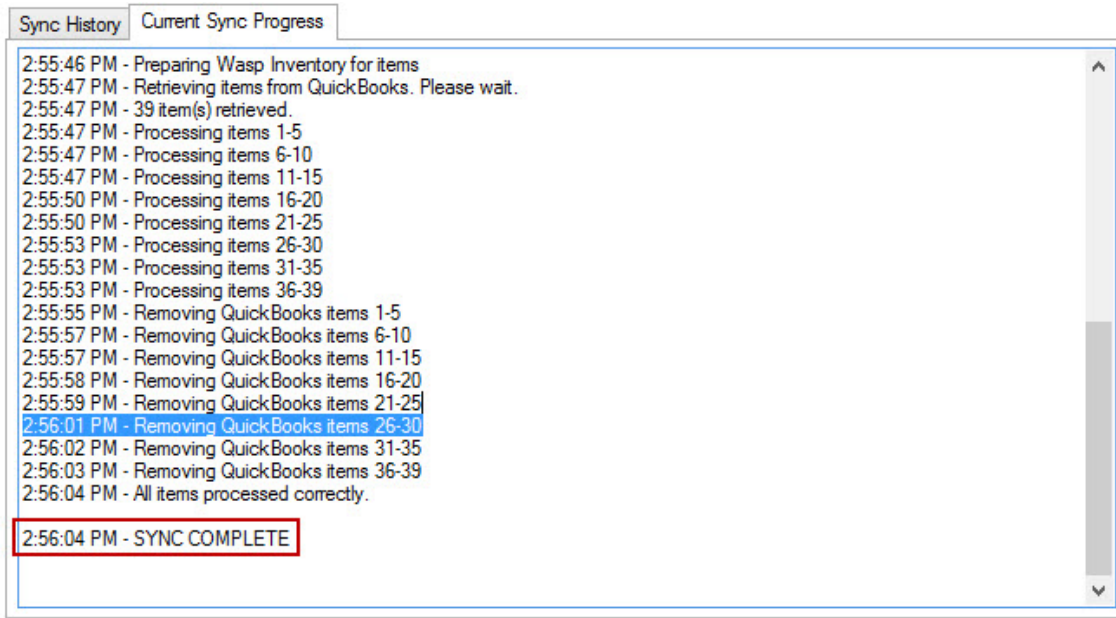 Sync History
Current Sync Progress
2:55:46 PM - Preparing Wasp Inventory for items
2:55:47 PM - Retrieving items from QuickBooks. Please wait.
2:55:47 PM - 39 item(s) retrieved.
2:55:47 PM - Processing items 1-5
2:55:47 PM - Processing items 6-10
2:55:47 PM - Processing items 11-15
2:55:50 PM - Processing items 16-20
2:55:50 PM - Processing items 21-25
2:55:53 PM - Processing items 26-30
2:55:53 PM - Processing items 31-35
2:55:53 PM - Processing items 36-39
2:55:55 PM - Removing QuickBooks items 1-5
2:55:57 PM - Removing QuickBooks items 6-10
2:55:57 PM - Removing QuickBooks items 11-15
2:55:58 PM - Removing QuickBooks items 16-20
2:55:59 PM - Removing QuickBooks items 21-25
2:56:01 PM - Removing QuickBooks items 26-30
2:56:02 PM - Removing QuickBooks items 31-35
2:56:03 PM - Removing QuickBooks items 36-39
2:56:04 PM - All items processed correctly.
2:56:04 PM - SYNC COMPLETE